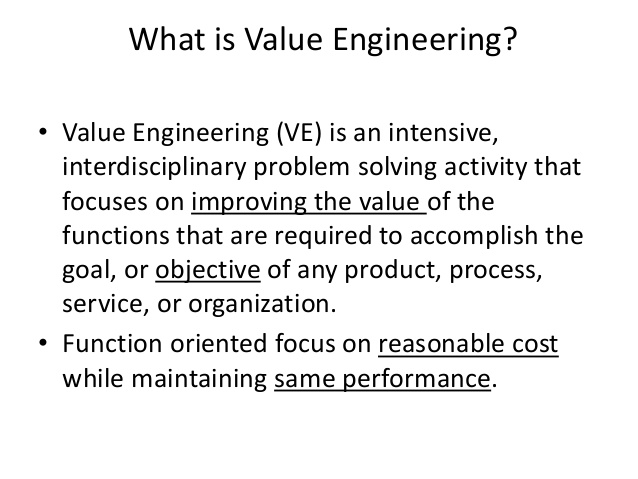 What is Value Engineering?
• Value Engineering (VE) is an intensive,
interdisciplinary problem solving activity that
focuses on improving the value of the
functions that are required to accomplish the
goal, or objective of any product, process,
service, or organization.
• Function oriented focus on reasonable cost
while maintaining same performance.